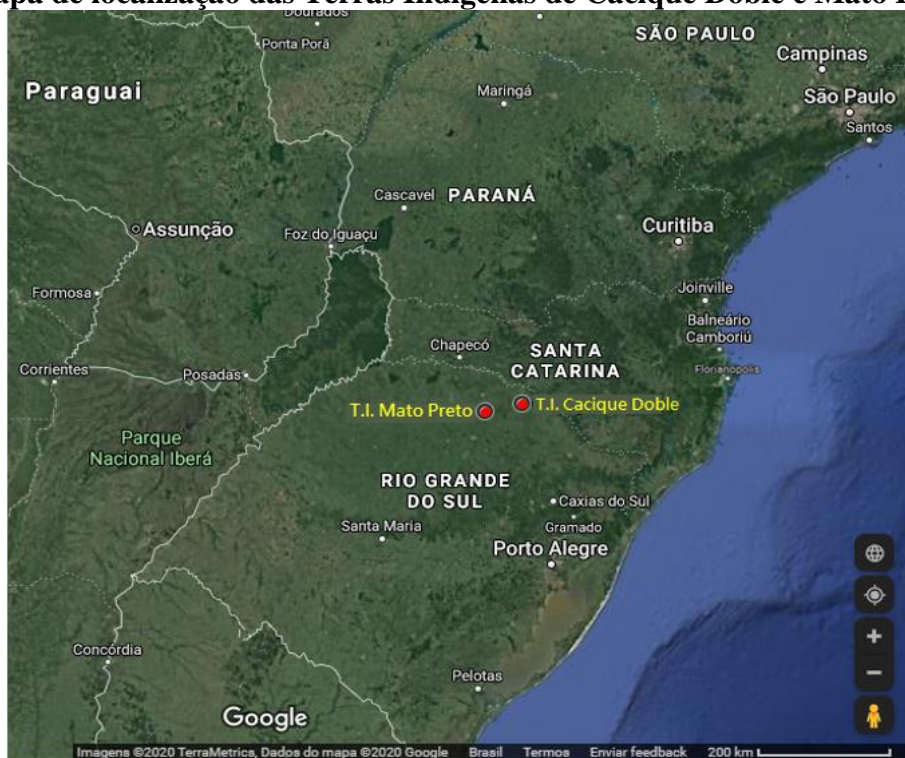 apa de localização das Terras Indígenas de Cacique Doble e Mato
Dourados
Ponta Porã
SÃO PAULO
Campinas
Paraguai
Maringá
São Paulo
Santos
Cascavel
PARANÁ
Assunção
Foz do Iguaçu
Curitiba
Formosa
Joinville
Balneário
Camboriú
Chapecó
SANTA
CATARINA
Florianópolis
Corrientes
Posadas
T.I. Mato Preto
T.I. Cacique Doble
Parque
Nacional Iberá
RIO GRANDE
DO SUL
Caxias do Sul
Santa Maria
Gramado
Porto Alegre
Concórdia
Pelotas
Google
Imagens ©2020 TerraMetrics, Dados do mapa ©2020 Google Brasil Termos Enviar feedback 200 km